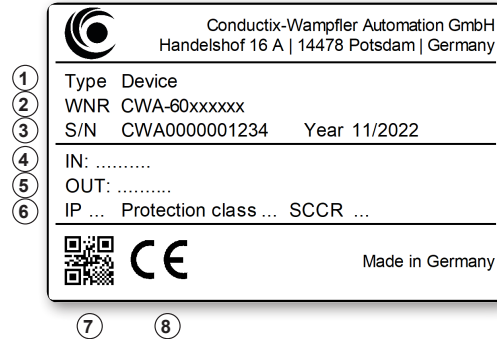 Conductix-Wampfler Automation GmbH
Handelshof 16 A | 14478 Potsdam | Germany
1 Type Device
2 WNR CWA-60xxxxxx
3 S/N CWA0000001234 Year 11/2022
4 IN: ..........
5 OUT: ..........
6 IP ... Protection class ... SCCR ...
CE Made in Germany
7 8